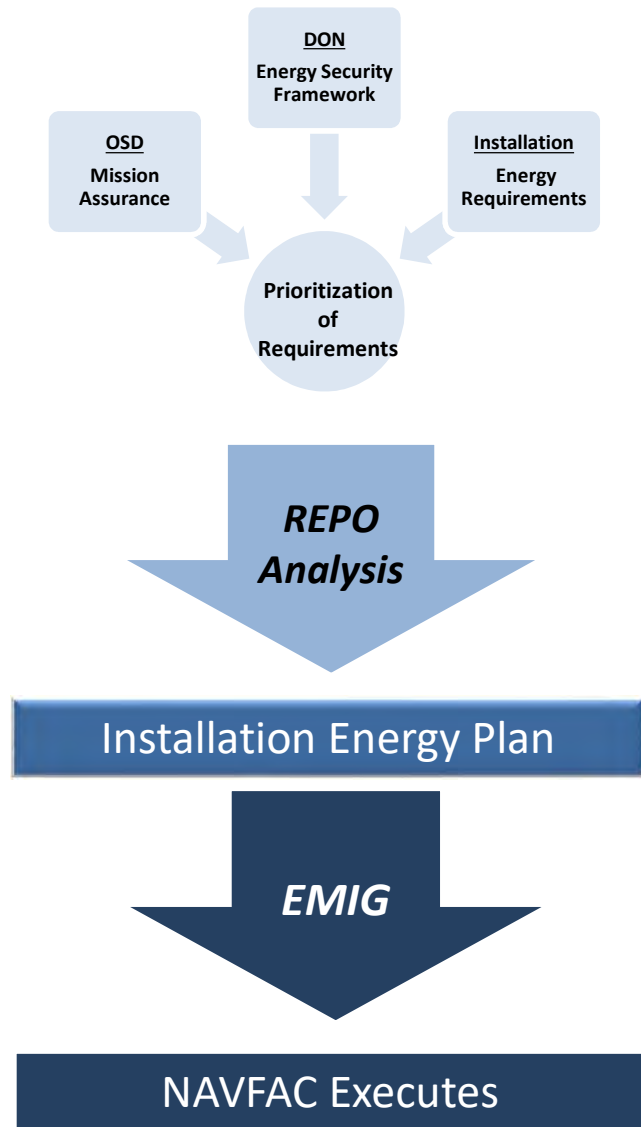 DON
Energy Security
Framework
OSD
Mission
Assurance
Installation
Energy
Requirements
Prioritization
of
Requirements
REPO
Analysis
Installation Energy Plan
EMIG
NAVFAC Executes